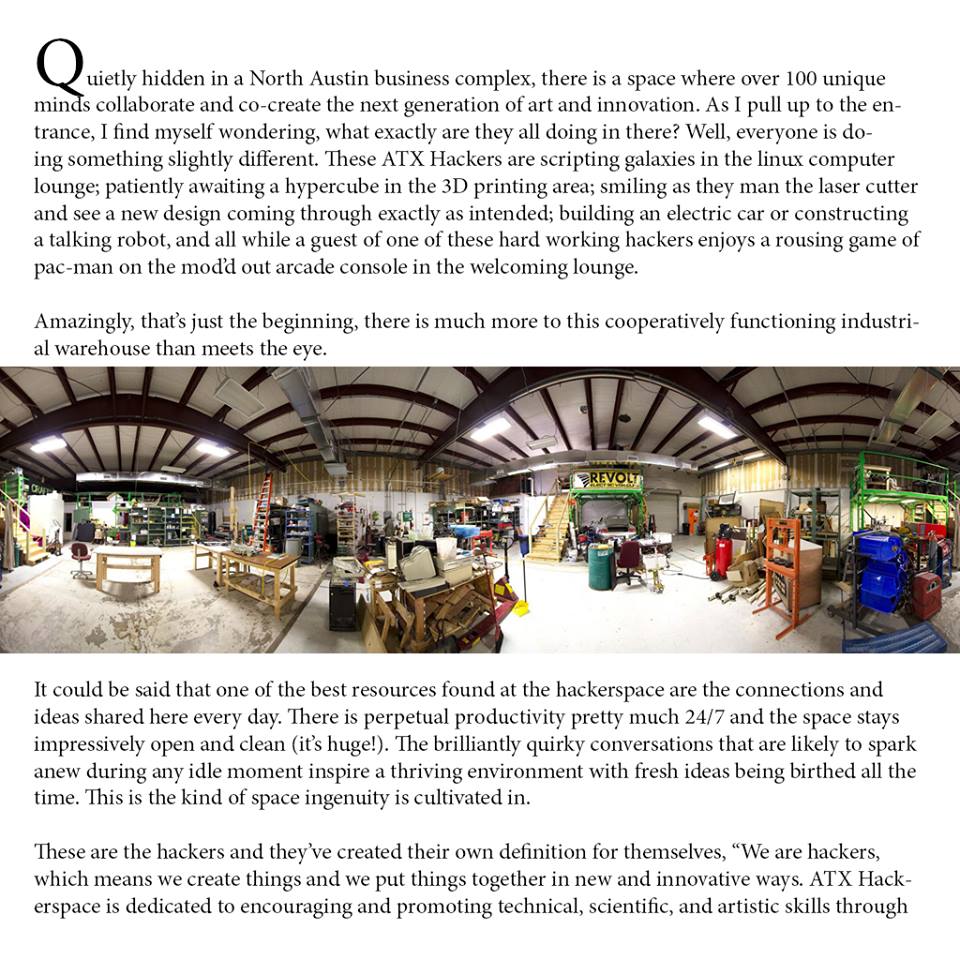 Quietly hidden in a North Austin business complex, there is a space where over 100 unique
minds collaborate and co-create the next generation of art and innovation. As I pull up to the en-
trance, I find myself wondering, what exactly are they all doing in there? Well, everyone is do-
ing something slightly different. These ATX Hackers are scripting galaxies in the linux computer
lounge; patiently awaiting a hypercube in the 3D printing area; smiling as they man the laser cutter
and see a new design coming through exactly as intended; building an electric car or constructing
a talking robot, and all while a guest of one of these hard working hackers enjoys a rousing game of
pac-man on the mod'd out arcade console in the welcoming lounge.
Amazingly, that's just the beginning, there is much more to this cooperatively functioning industri-
al warehouse than meets the eye.
REVOLT
It could be said that one of the best resources found at the hackerspace are the connections and
ideas shared here every day. There is perpetual productivity pretty much 24/7 and the space stays
impressively open and clean (it's huge!). The brilliantly quirky conversations that are likely to spark
anew during any idle moment inspire a thriving environment with fresh ideas being birthed all the
time. This is the kind of space ingenuity is cultivated in.
These are the hackers and they've created their own definition for themselves, "We are hackers,
which means we create things and we put things together in new and innovative ways. ATX Hack-
erspace is dedicated to encouraging and promoting technical, scientific, and artistic skills through